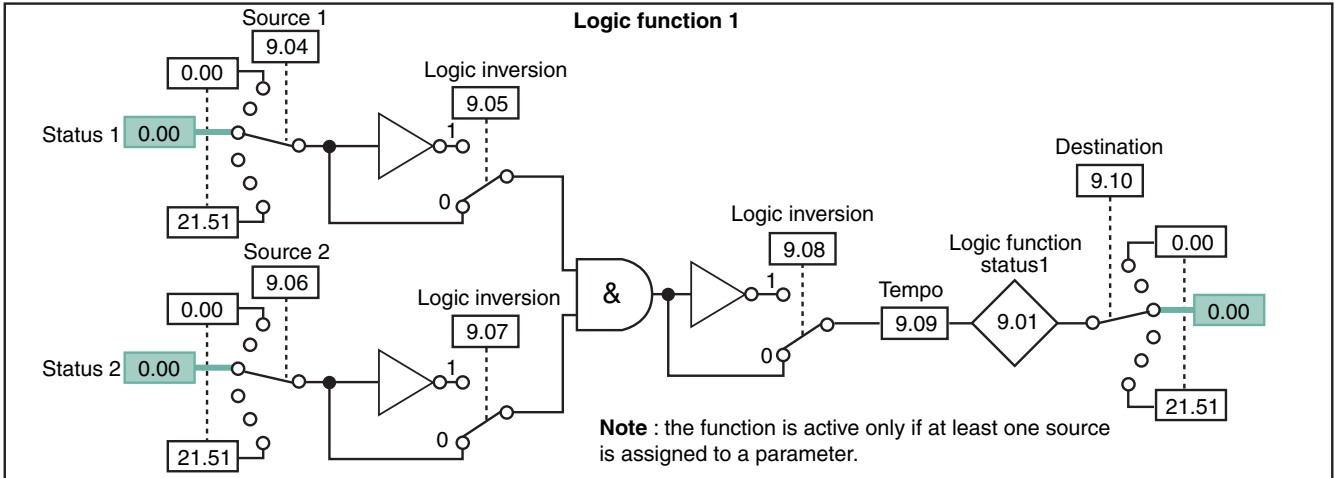 Logic function 1
Source 1
9.04
0.00
Logic inversion
9.05
Status 1
0.00
1
0
21.51
Source 2
9.06
0.00
Logic inversion
9.07
Status 2
0.00
1
0
21.51
&
Logic inversion
9.08
1
0
Tempo
9.09
Logic function
status1
9.01
Destination
9.10
0.00
0.00
21.51
Note : the function is active only if at least one source
is assigned to a parameter.